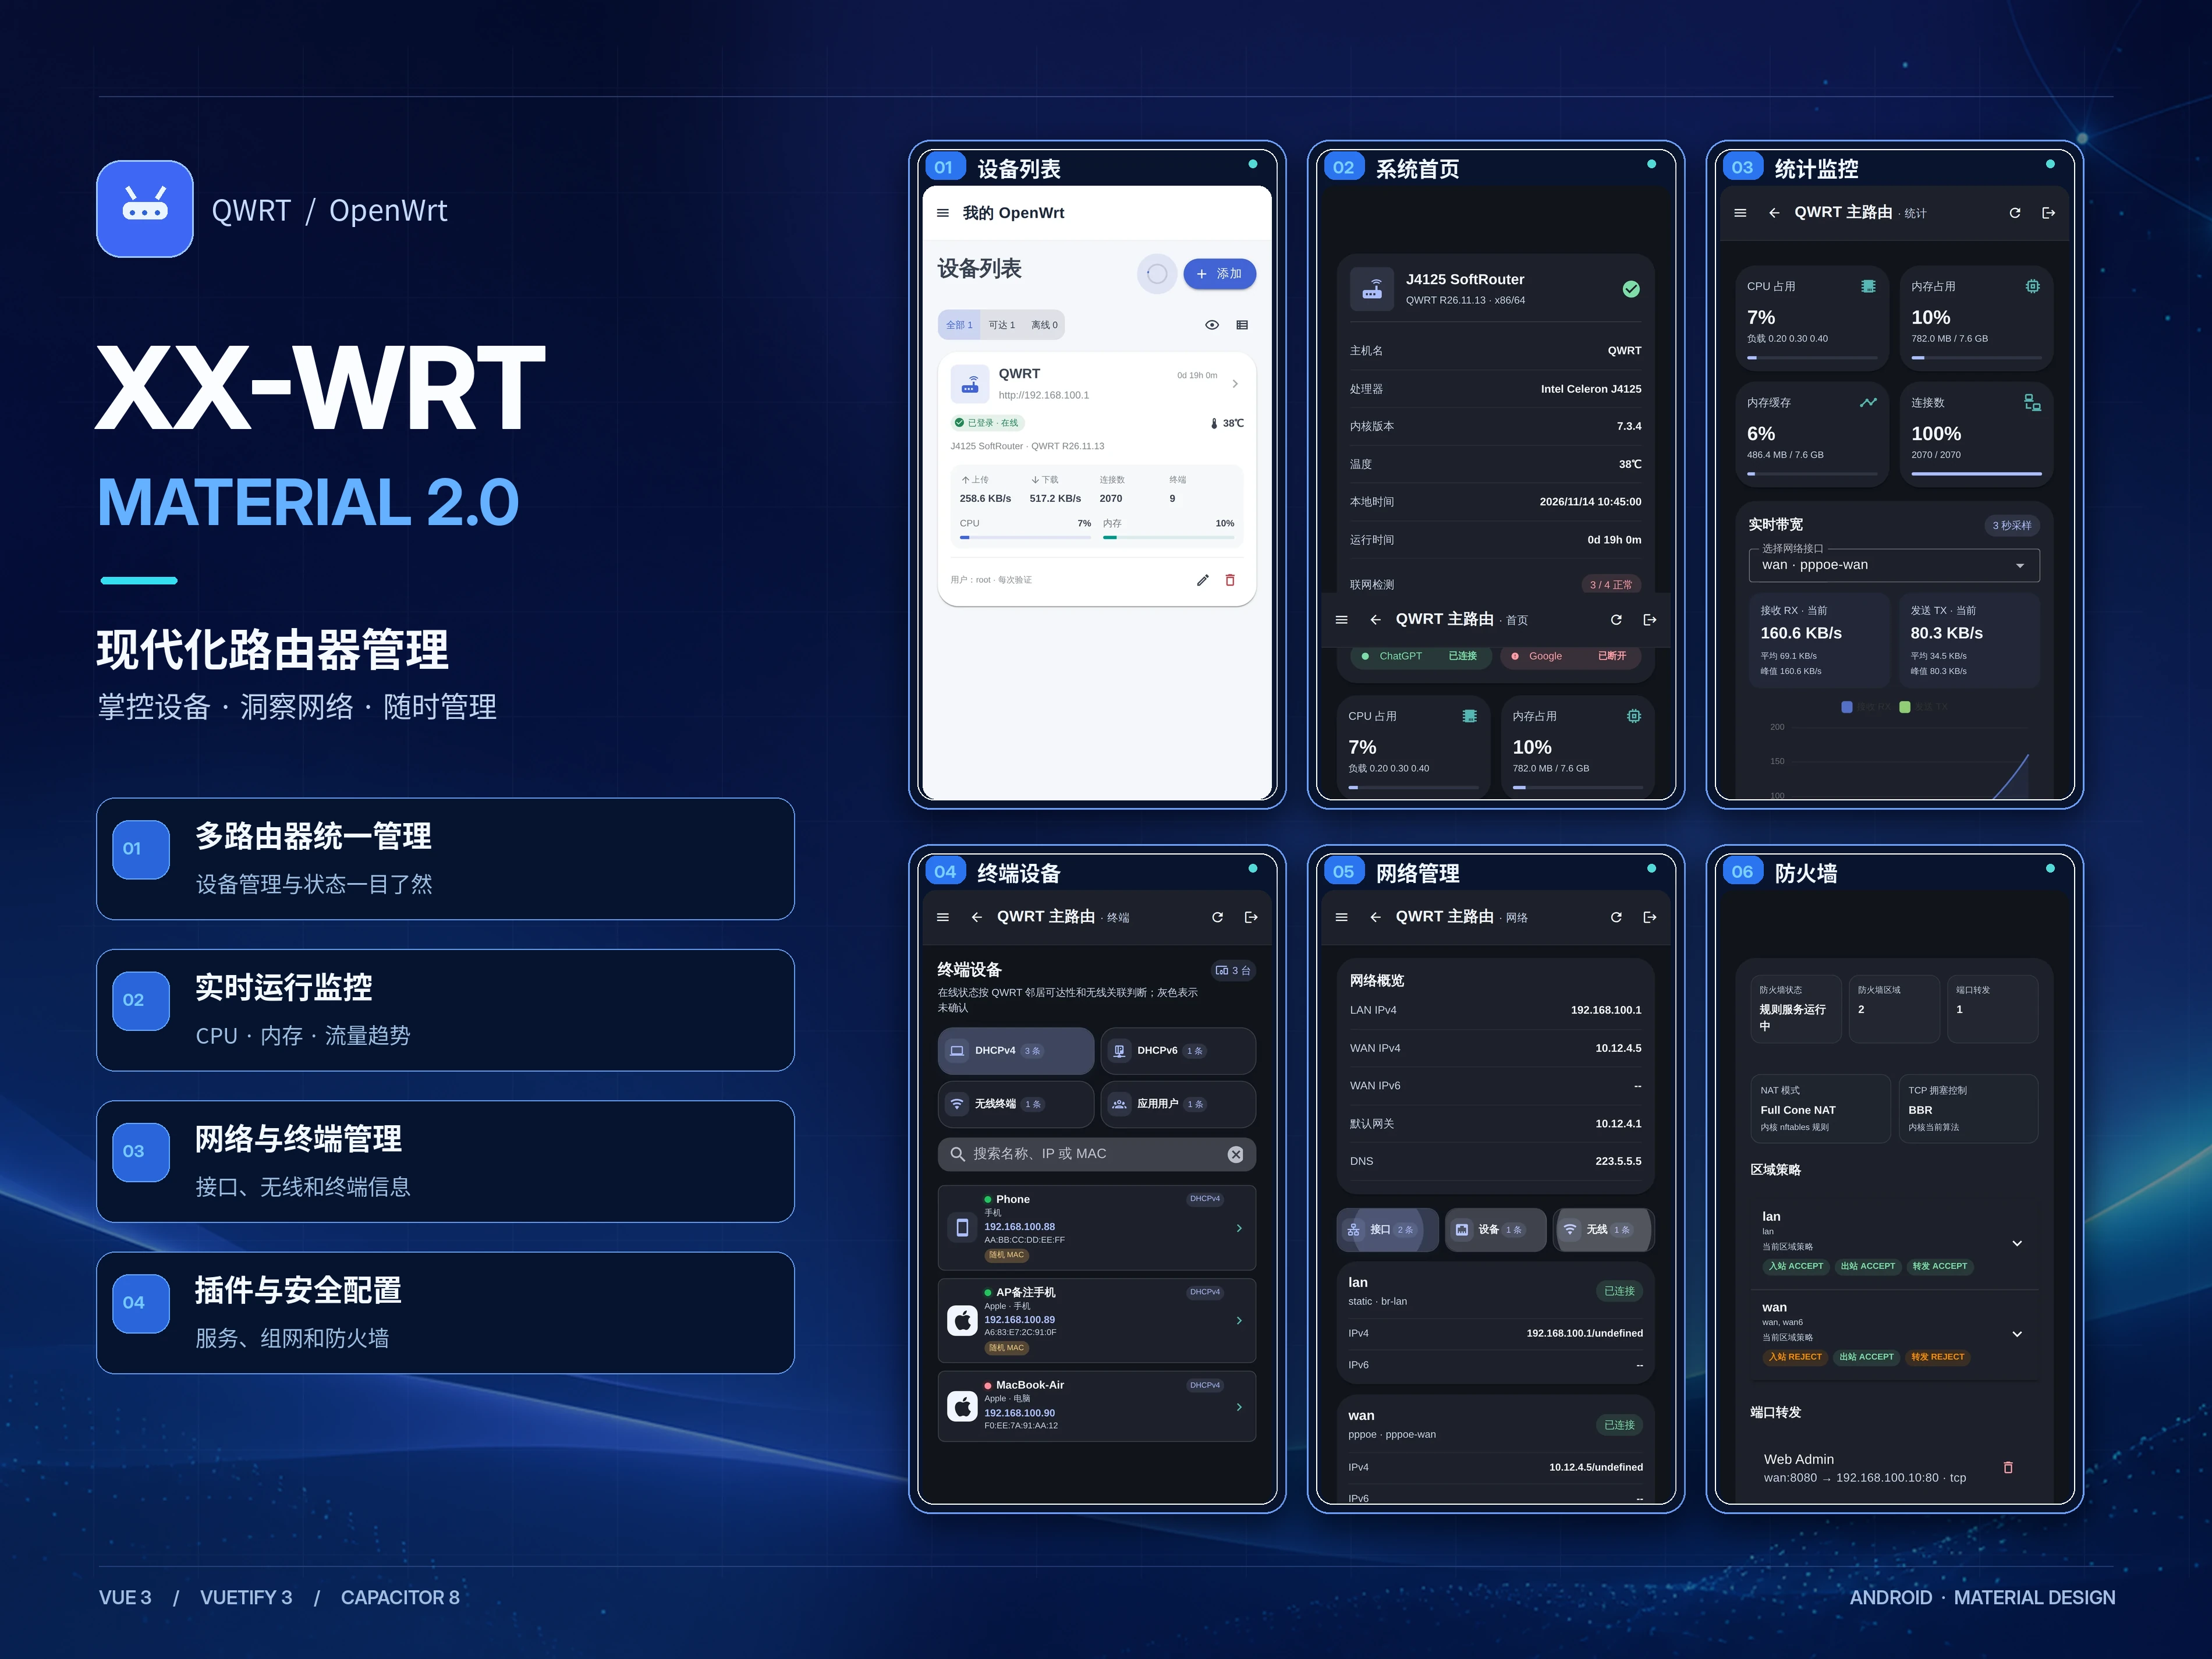 QWRT / OpenWrt
XX-WRT
MATERIAL 2.0
现代化路由器管理
掌控设备 · 洞察网络 · 随时管理
01
多路由器统一管理
设备管理与状态一目了然
02
实时运行监控
CPU · 内存 · 流量趋势
03
网络与终端管理
接口、无线和终端信息
04
插件与安全配置
服务、组网和防火墙
01 设备列表
我的 OpenWrt
设备列表
添加
全部 1 可达 1 离线 0
QWRT 0d 19h 0m
http://192.168.100.1
已登录 · 在线 38℃
J4125 SoftRouter · QWRT R26.11.13
上传 下载 连接数 终端
258.6 KB/s 517.2 KB/s 2070 9
CPU 7% 内存 10%
用户：root · 每次验证
02 系统首页
J4125 SoftRouter
QWRT R26.11.13 · x86/64
主机名 QWRT
处理器 Intel Celeron J4125
内核版本 7.3.4
温度 38℃
本地时间 2026/11/14 10:45:00
运行时间 0d 19h 0m
联网检测 3 / 4 正常
QWRT 主路由 · 首页
ChatGPT 已连接 Google 已断开
CPU 占用 内存占用
7% 10%
负载 0.20 0.30 0.40 782.0 MB / 7.6 GB
03 统计监控
QWRT 主路由 · 统计
CPU 占用 内存占用
7% 10%
负载 0.20 0.30 0.40 782.0 MB / 7.6 GB
内存缓存 连接数
6% 100%
486.4 MB / 7.6 GB 2070 / 2070
实时带宽 3 秒采样
选择网络接口
wan · pppoe-wan
接收 RX · 当前 发送 TX · 当前
160.6 KB/s 80.3 KB/s
平均 69.1 KB/s 平均 34.5 KB/s
峰值 160.6 KB/s 峰值 80.3 KB/s
接收 RX 发送 TX
200
150
100
04 终端设备
QWRT 主路由 · 终端
终端设备 3 台
在线状态按 QWRT 邻居可达性和无线关联判断；灰色表示
未确认
DHCPv4 3 条 DHCPv6 1 条
无线终端 1 条 应用用户 1 条
搜索名称、IP 或 MAC
Phone DHCPv4
手机
192.168.100.88
AA:BB:CC:DD:EE:FF
随机 MAC
AP备注手机 DHCPv4
Apple · 手机
192.168.100.89
A6:83:E7:2C:91:0F
随机 MAC
MacBook-Air DHCPv4
Apple · 电脑
192.168.100.90
F0:EE:7A:91:AA:12
05 网络管理
QWRT 主路由 · 网络
网络概览
LAN IPv4 192.168.100.1
WAN IPv4 10.12.4.5
WAN IPv6 --
默认网关 10.12.4.1
DNS 223.5.5.5
接口 2 条 设备 1 条 无线 1 条
lan 已连接
static · br-lan
IPv4 192.168.100.1/undefined
IPv6 --
wan 已连接
pppoe · pppoe-wan
IPv4 10.12.4.5/undefined
IPv6 --
06 防火墙
防火墙状态 防火墙区域 端口转发
规则服务运行 2 1
中
NAT 模式 TCP 拥塞控制
Full Cone NAT BBR
内核 nftables 规则 内核当前算法
区域策略
lan
lan
当前区域策略
入站 ACCEPT 出站 ACCEPT 转发 ACCEPT
wan
wan, wan6
当前区域策略
入站 REJECT 出站 ACCEPT 转发 REJECT
端口转发
Web Admin
wan:8080 → 192.168.100.10:80 · tcp
VUE 3 / VUETIFY 3 / CAPACITOR 8
ANDROID · MATERIAL DESIGN